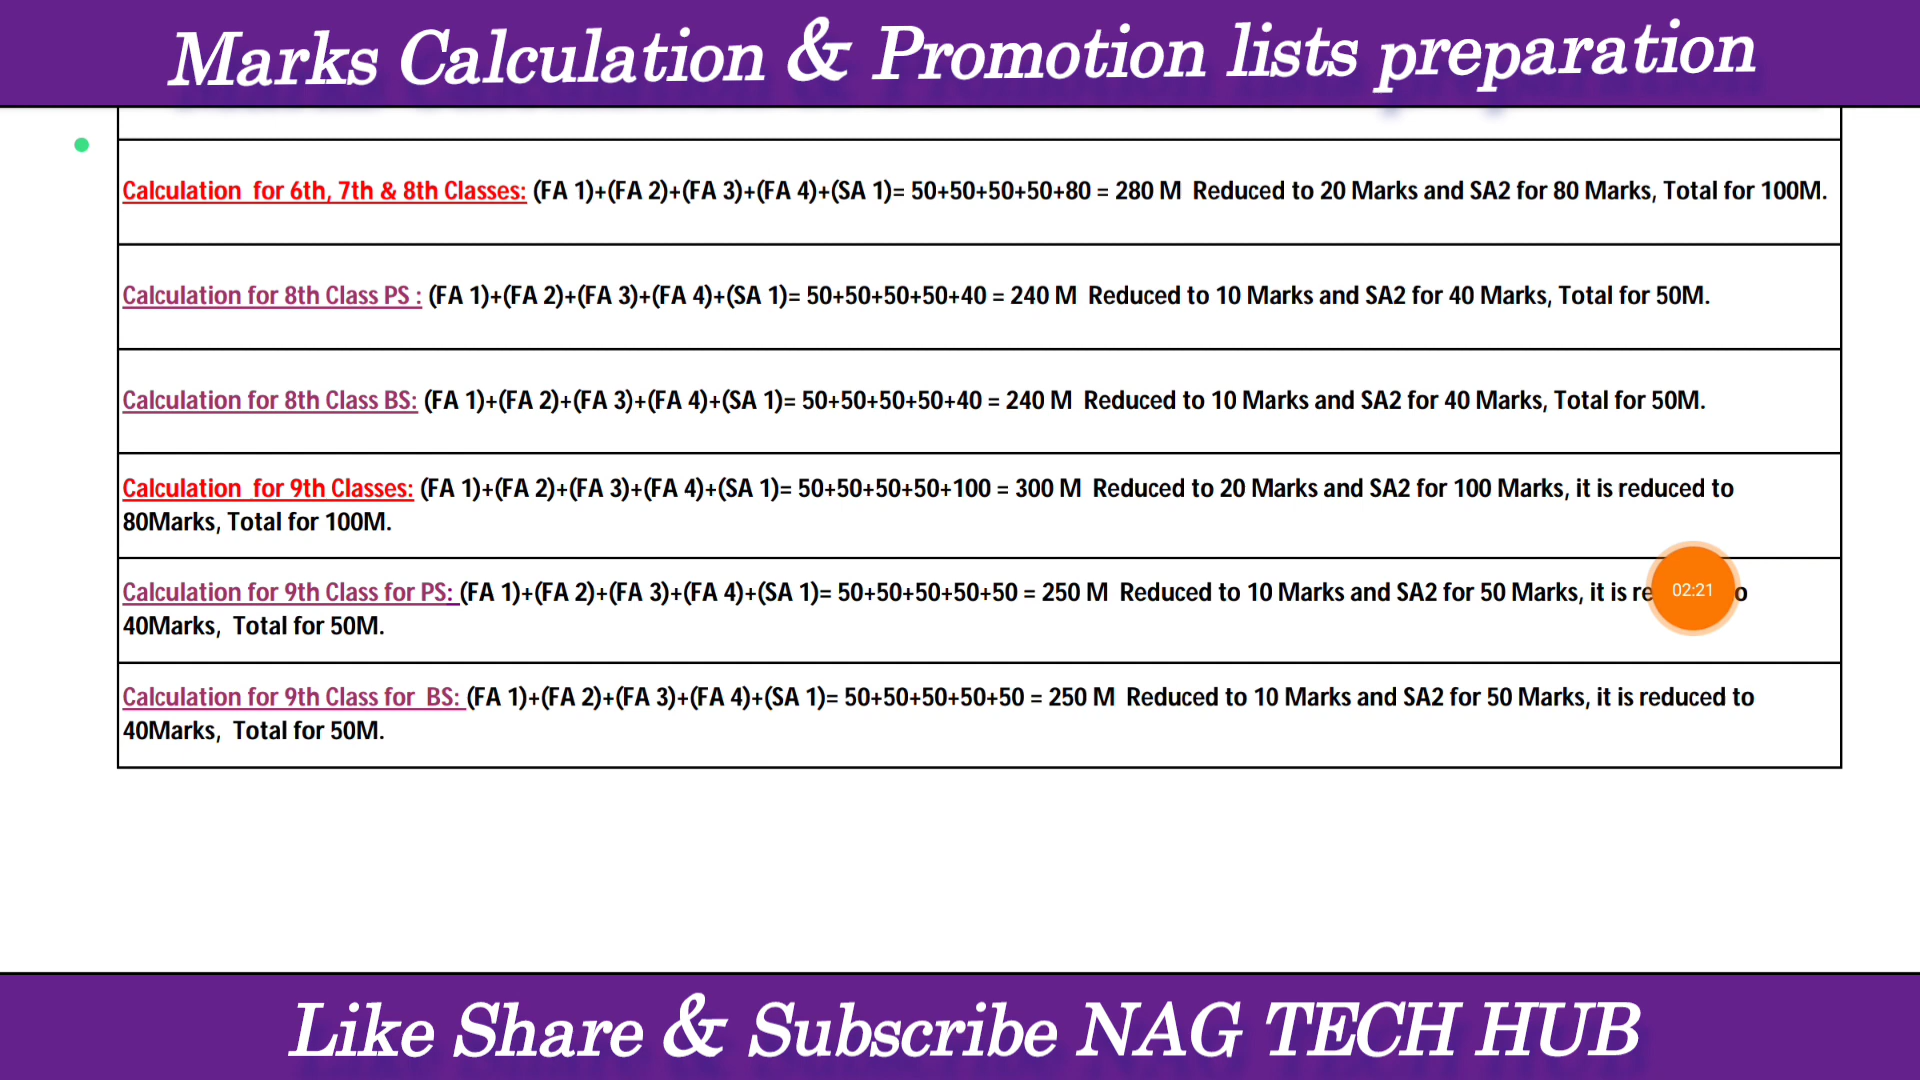 Marks Calculation & Promotion lists preparation
Calculation for 6th, 7th & 8th Classes: (FA 1)+(FA 2)+(FA 3)+(FA 4)+(SA 1)= 50+50+50+50+80 = 280 M Reduced to 20 Marks and SA2 for 80 Marks, Total for 100M.
Calculation for 8th Class PS : (FA 1)+(FA 2)+(FA 3)+(FA 4)+(SA 1)= 50+50+50+50+40 = 240 M Reduced to 10 Marks and SA2 for 40 Marks, Total for 50M.
Calculation for 8th Class BS: (FA 1)+(FA 2)+(FA 3)+(FA 4)+(SA 1)= 50+50+50+50+40 = 240 M Reduced to 10 Marks and SA2 for 40 Marks, Total for 50M.
Calculation for 9th Classes: (FA 1)+(FA 2)+(FA 3)+(FA 4)+(SA 1)= 50+50+50+50+100 = 300 M Reduced to 20 Marks and SA2 for 100 Marks, it is reduced to
80Marks, Total for 100M.
Calculation for 9th Class for PS: (FA 1)+(FA 2)+(FA 3)+(FA 4)+(SA 1)= 50+50+50+50+50 = 250 M Reduced to 10 Marks and SA2 for 50 Marks, it is
02:21
40Marks, Total for 50M.
Calculation for 9th Class for BS: (FA 1)+(FA 2)+(FA 3)+(FA 4)+(SA 1)= 50+50+50+50+50 = 250 M Reduced to 10 Marks and SA2 for 50 Marks, it is reduced to
40Marks, Total for 50M.
Like Share & Subscribe NAG TECH HUB